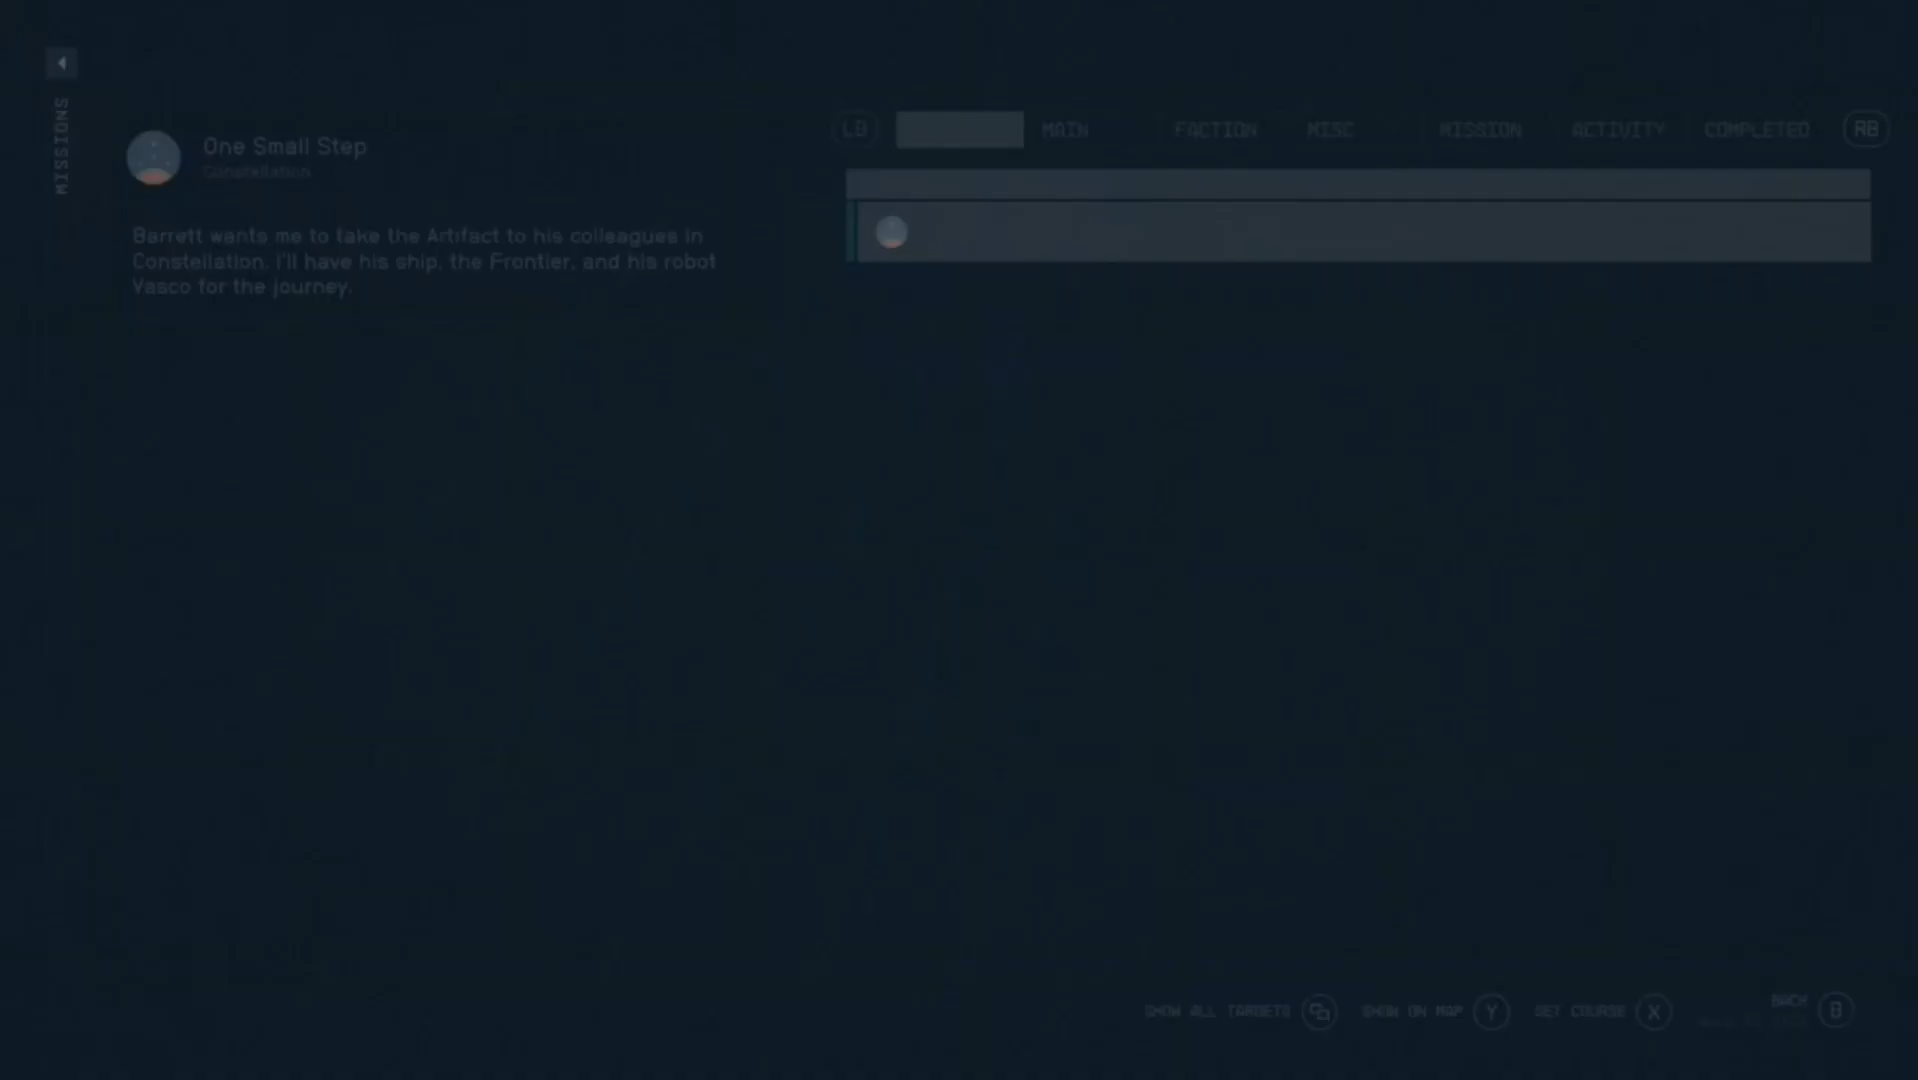 MISSIONS
One Small Step
Constellation
Barrett wants me to take the Artifact to his colleagues in
Constellation. I'll have his ship, the Frontier, and his robot
Vasco for the journey.
LB
MAIN
FACTION
MISC
MISSION
ACTIVITY
COMPLETED
RB
SHOW ALL TARGETS
SHOW ON MAP Y
SET COURSE X
BACK B